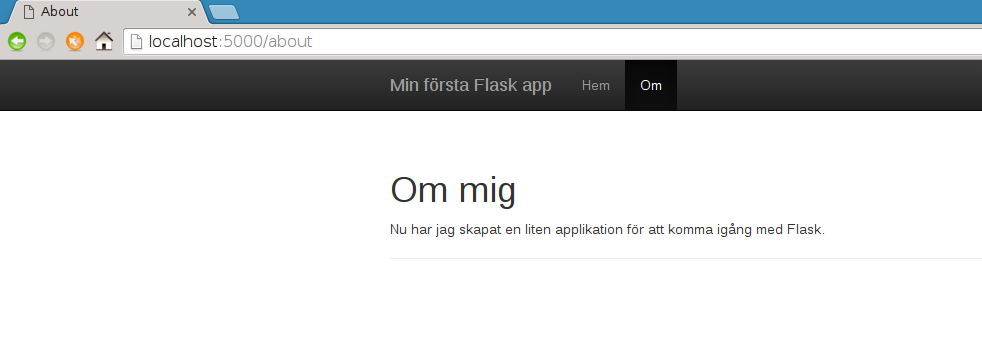 About
localhost:5000/about
Min första Flask app Hem Om
Om mig
Nu har jag skapat en liten applikation för att komma igång med Flask.